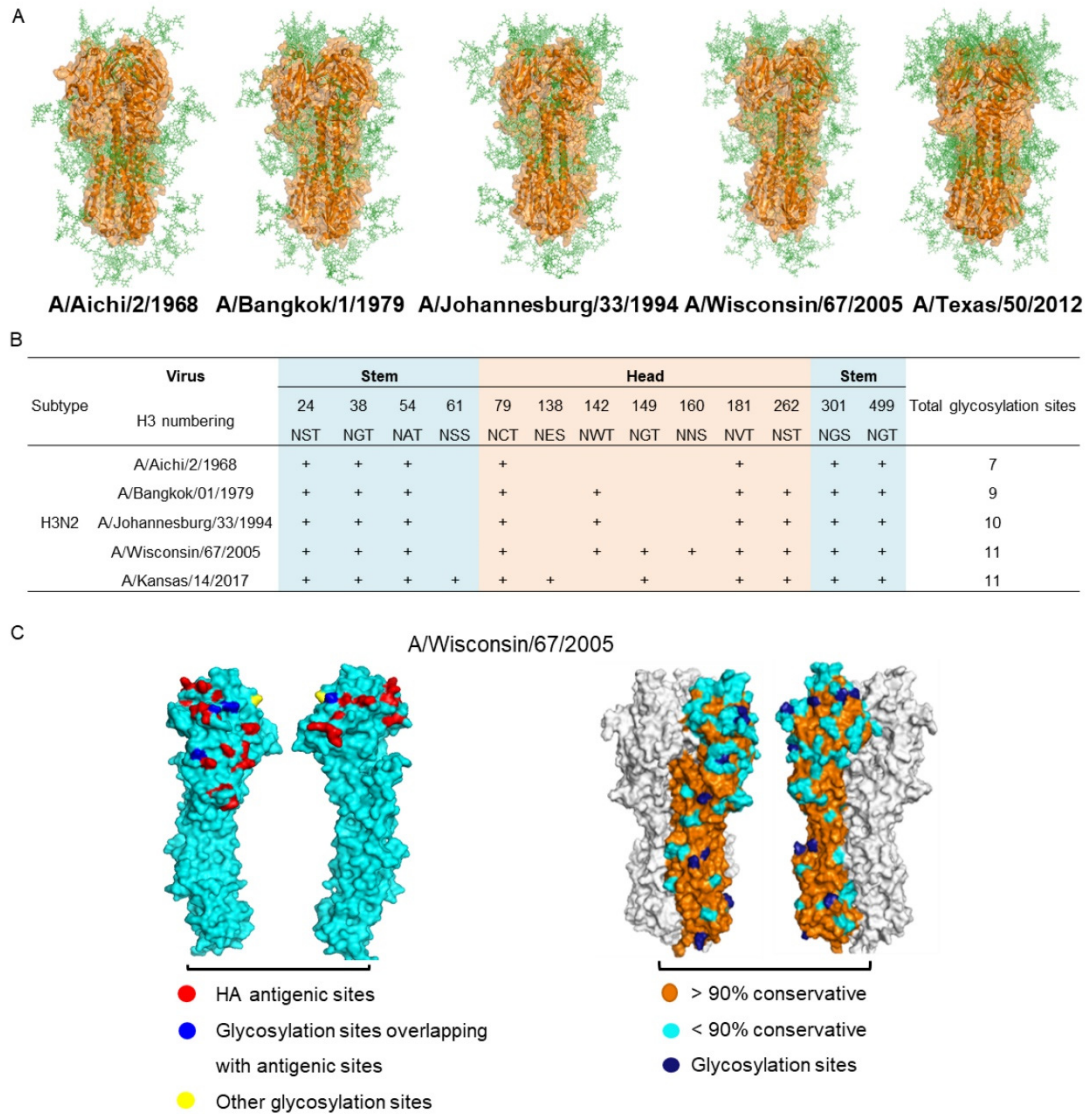 A
A/Aichi/2/1968 A/Bangkok/1/1979 A/Johannesburg/33/1994 A/Wisconsin/67/2005 A/Texas/50/2012
B
Virus Stem Head Stem
Subtype H3 numbering 24 38 54 61 79 138 142 149 160 181 262 301 499 Total glycosylation sites
NST NGT NAT NSS NCT NES NWT NGT NNS NVT NST NGS NGT
A/Aichi/2/1968 + + + + + + + 7
A/Bangkok/01/1979 + + + + + + + + + 9
H3N2 A/Johannesburg/33/1994 + + + + + + + + + 10
A/Wisconsin/67/2005 + + + + + + + + + + + 11
A/Kansas/14/2017 + + + + + + + + + + + 11
C
A/Wisconsin/67/2005
HA antigenic sites
Glycosylation sites overlapping
with antigenic sites
Other glycosylation sites
> 90% conservative
< 90% conservative
Glycosylation sites